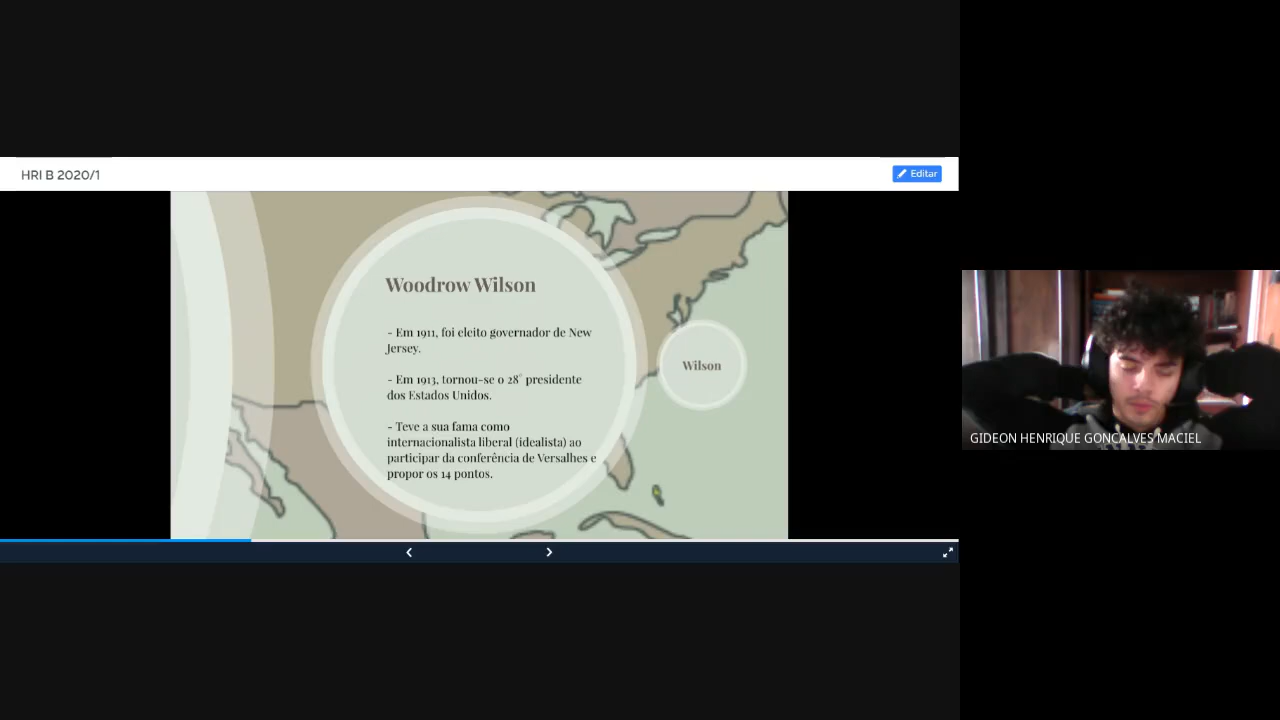 HRI B 2020/1
Editar
Woodrow Wilson
- Em 1911, foi eleito governador de New
Jersey.
- Em 1913, tornou-se o 28° presidente
dos Estados Unidos.
- Teve a sua fama como
internacionalista liberal (idealista) ao
participar da conferência de Versalhes e
propor os 14 pontos.
Wilson
GIDEON HENRIQUE GONCALVES MACIEL